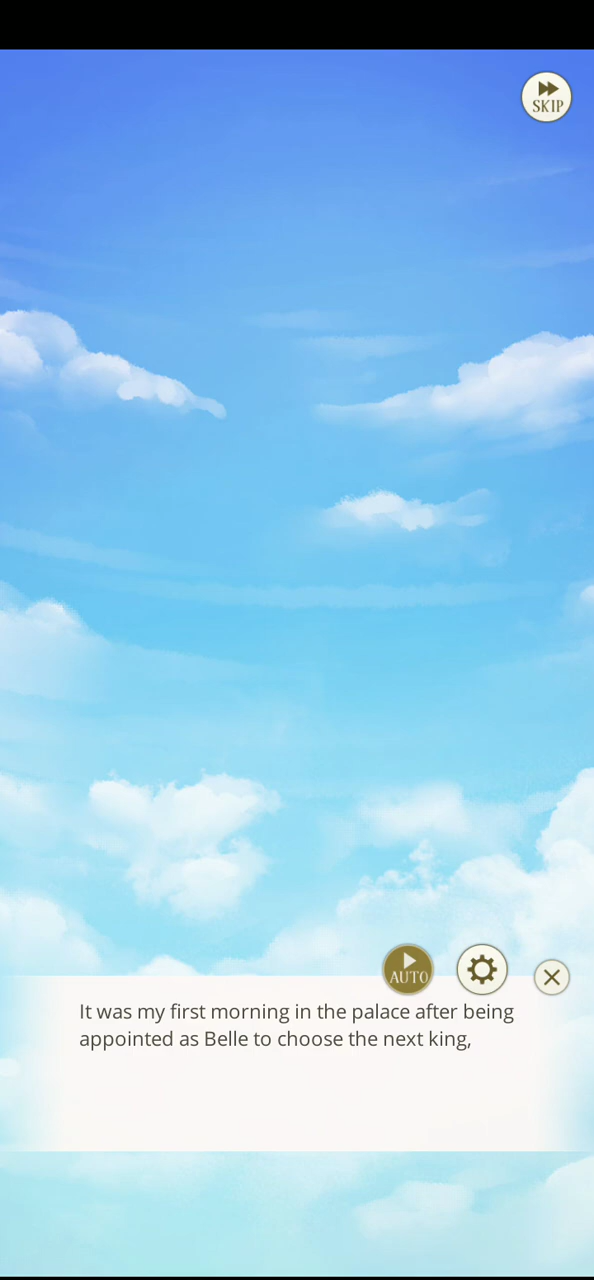 SKIP
AUTO
It was my first morning in the palace after being
appointed as Belle to choose the next king,